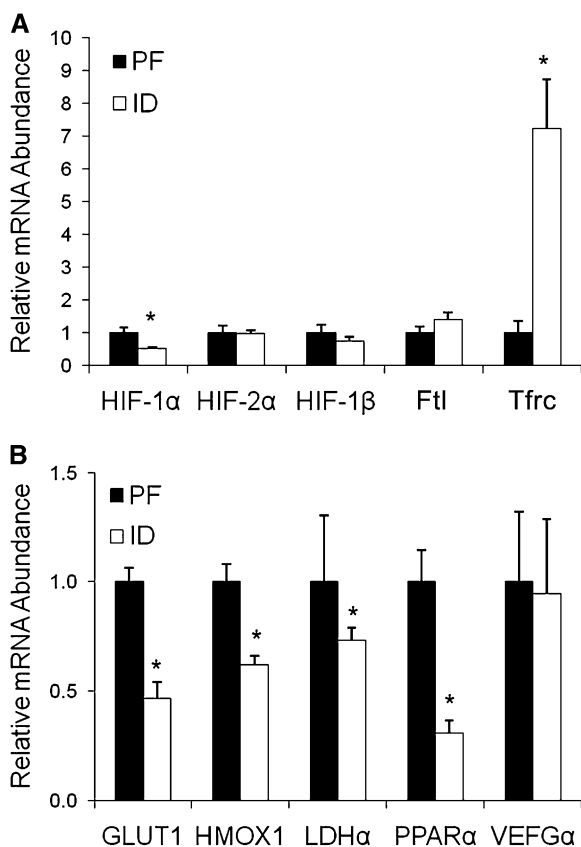 A
Relative mRNA Abundance
10
9
8
7
6
5
4
3
2
1
0
PF
ID
*
*
HIF-1α HIF-2α HIF-1β Ftl Tfrc
B
Relative mRNA Abundance
1.5
1.0
0.5
0.0
PF
ID
*
*
*
*
GLUT1 HMOX1 LDHα PPARα VEFGα